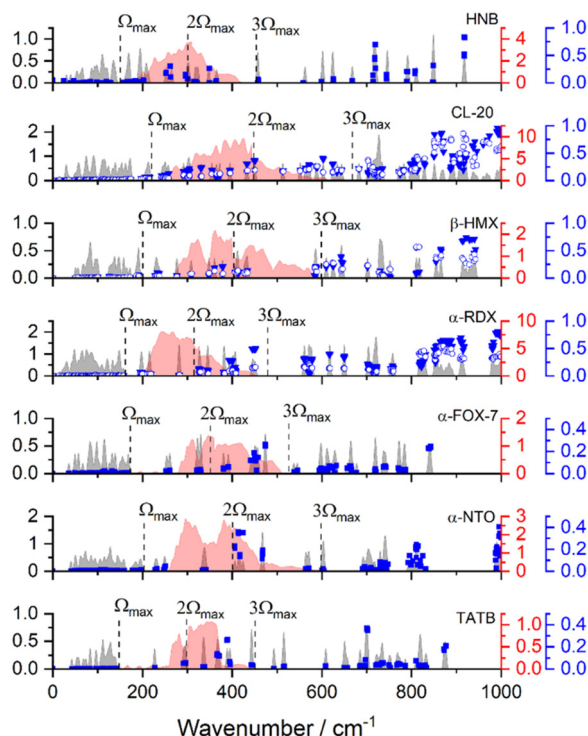 HNB
1.0 Ωmax 2Ωmax 3Ωmax 4 1.0
0.5 2 0.5
0.0 0 0.0
CL-20
2 Ωmax 2Ωmax 3Ωmax 10 1.0
1 5 0.5
0 0 0.0
β-HMX
1.0 Ωmax 2Ωmax 3Ωmax 2 1.0
0.5 1 0.5
0.0 0 0.0
α-RDX
2 Ωmax 2Ωmax 3Ωmax 10 1.0
1 5 0.5
0 0 0.0
α-FOX-7
1.0 Ωmax 2Ωmax 3Ωmax 2 0.4
0.5 1 0.2
0.0 0 0.0
α-NTO
2 Ωmax 2Ωmax 3Ωmax 3 0.4
1 2 0.2
1
0 0 0.0
TATB
1.0 Ωmax 2Ωmax 3Ωmax 1.0 0.4
0.5 0.5 0.2
0.0 0.0 0.0
0 200 400 600 800 1000
Wavenumber / cm⁻¹